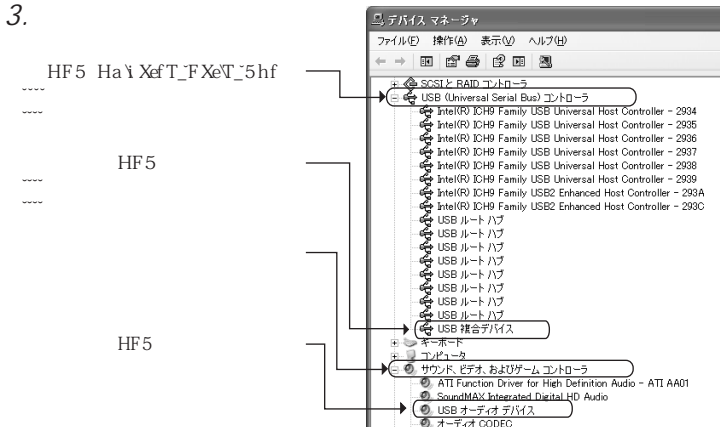 3.
HF5 Ha\i XefT_˘FXe\T_˘5hf
HF5
HF5
デバイス マネージャ
ファイル(F) 操作(A) 表示(V) ヘルプ(H)
SCSI と RAID コントローラ
USB (Universal Serial Bus) コントローラ
Intel(R) ICH9 Family USB Universal Host Controller - 2934
Intel(R) ICH9 Family USB Universal Host Controller - 2935
Intel(R) ICH9 Family USB Universal Host Controller - 2936
Intel(R) ICH9 Family USB Universal Host Controller - 2937
Intel(R) ICH9 Family USB Universal Host Controller - 2938
Intel(R) ICH9 Family USB Universal Host Controller - 2939
Intel(R) ICH9 Family USB2 Enhanced Host Controller - 293A
Intel(R) ICH9 Family USB2 Enhanced Host Controller - 293C
USB ルート ハブ
USB ルート ハブ
USB ルート ハブ
USB ルート ハブ
USB ルート ハブ
USB ルート ハブ
USB ルート ハブ
USB ルート ハブ
USB 複合デバイス
キーボード
コンピュータ
サウンド、ビデオ、およびゲーム コントローラ
ATI Function Driver for High Definition Audio - ATI AA01
SoundMAX Integrated Digital HD Audio
USB オーディオ デバイス
オーディオ CODEC